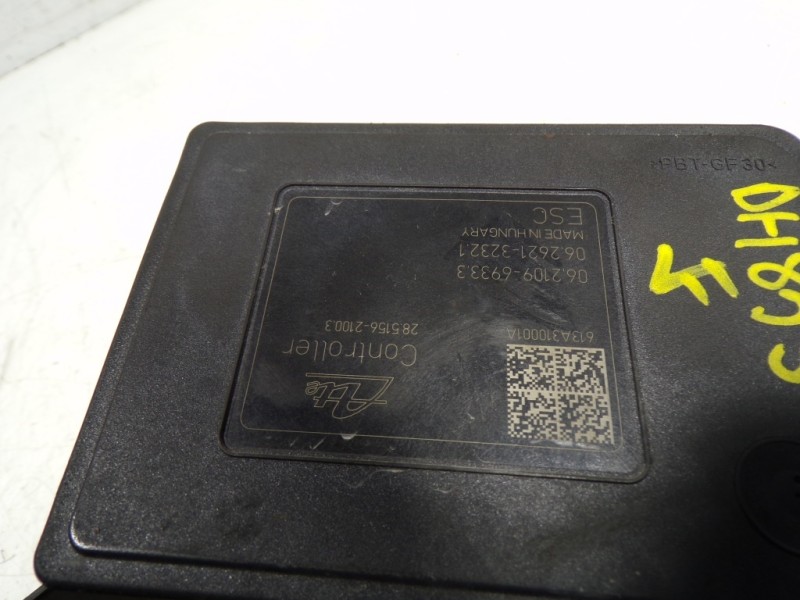 Ate
Controller
28.5156-2100.3
613A310001A
06.2109-6933.3
06.2621-3232.1
MADE IN HUNGARY
ESC
>PBT-GF30<